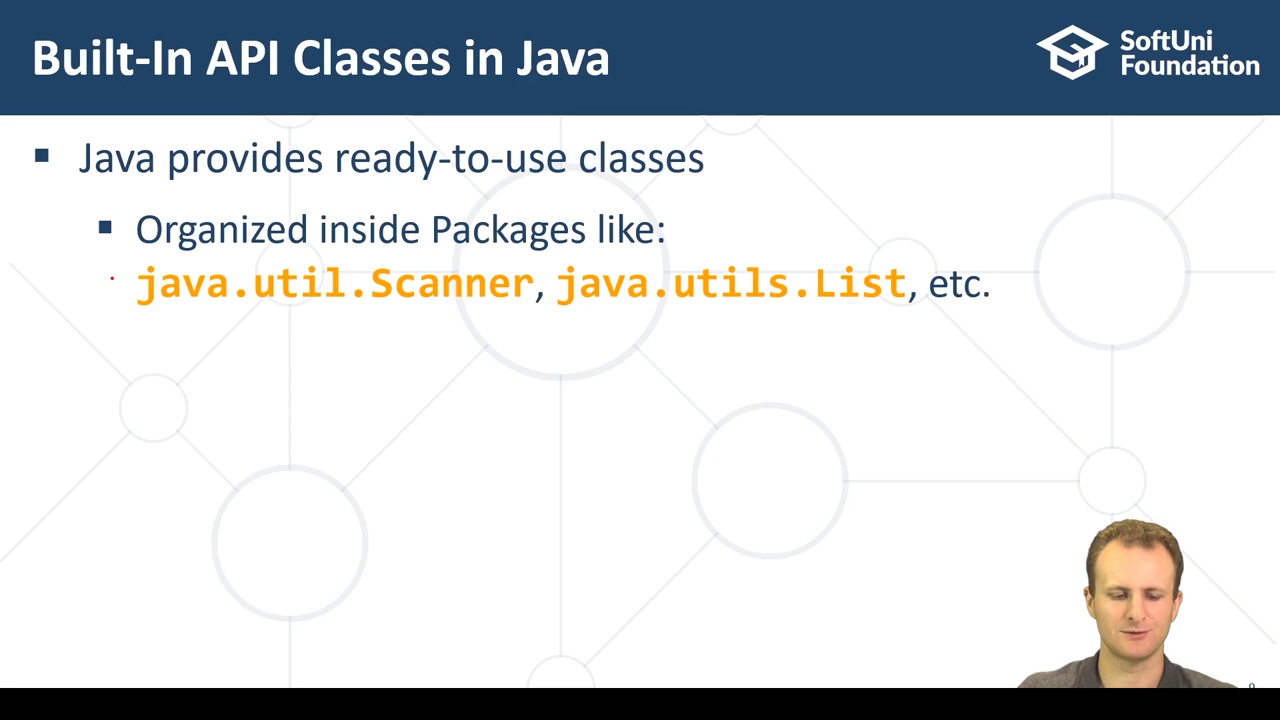 Built-In API Classes in Java
SoftUni
Foundation
▪ Java provides ready-to-use classes
▪ Organized inside Packages like:
java.util.Scanner, java.utils.List, etc.